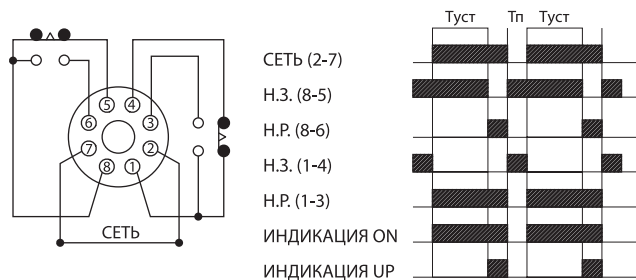 Туст Тп Туст
СЕТЬ (2-7)
Н.З. (8-5)
Н.Р. (8-6)
Н.З. (1-4)
Н.Р. (1-3)
ИНДИКАЦИЯ ON
ИНДИКАЦИЯ UP
5 4
6 3
7 2
8 1
СЕТЬ